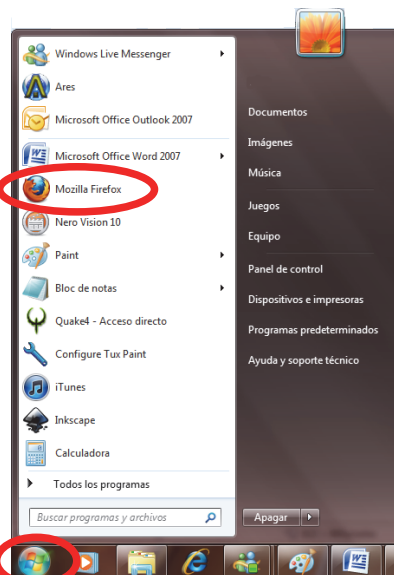 Windows Live Messenger
Ares
Microsoft Office Outlook 2007
Microsoft Office Word 2007
Mozilla Firefox
Nero Vision 10
Paint
Bloc de notas
Quake4 - Acceso directo
Configure Tux Paint
iTunes
Inkscape
Calculadora
Todos los programas
Buscar programas y archivos
Documentos
Imágenes
Música
Juegos
Equipo
Panel de control
Dispositivos e impresoras
Programas predeterminados
Ayuda y soporte técnico
Apagar